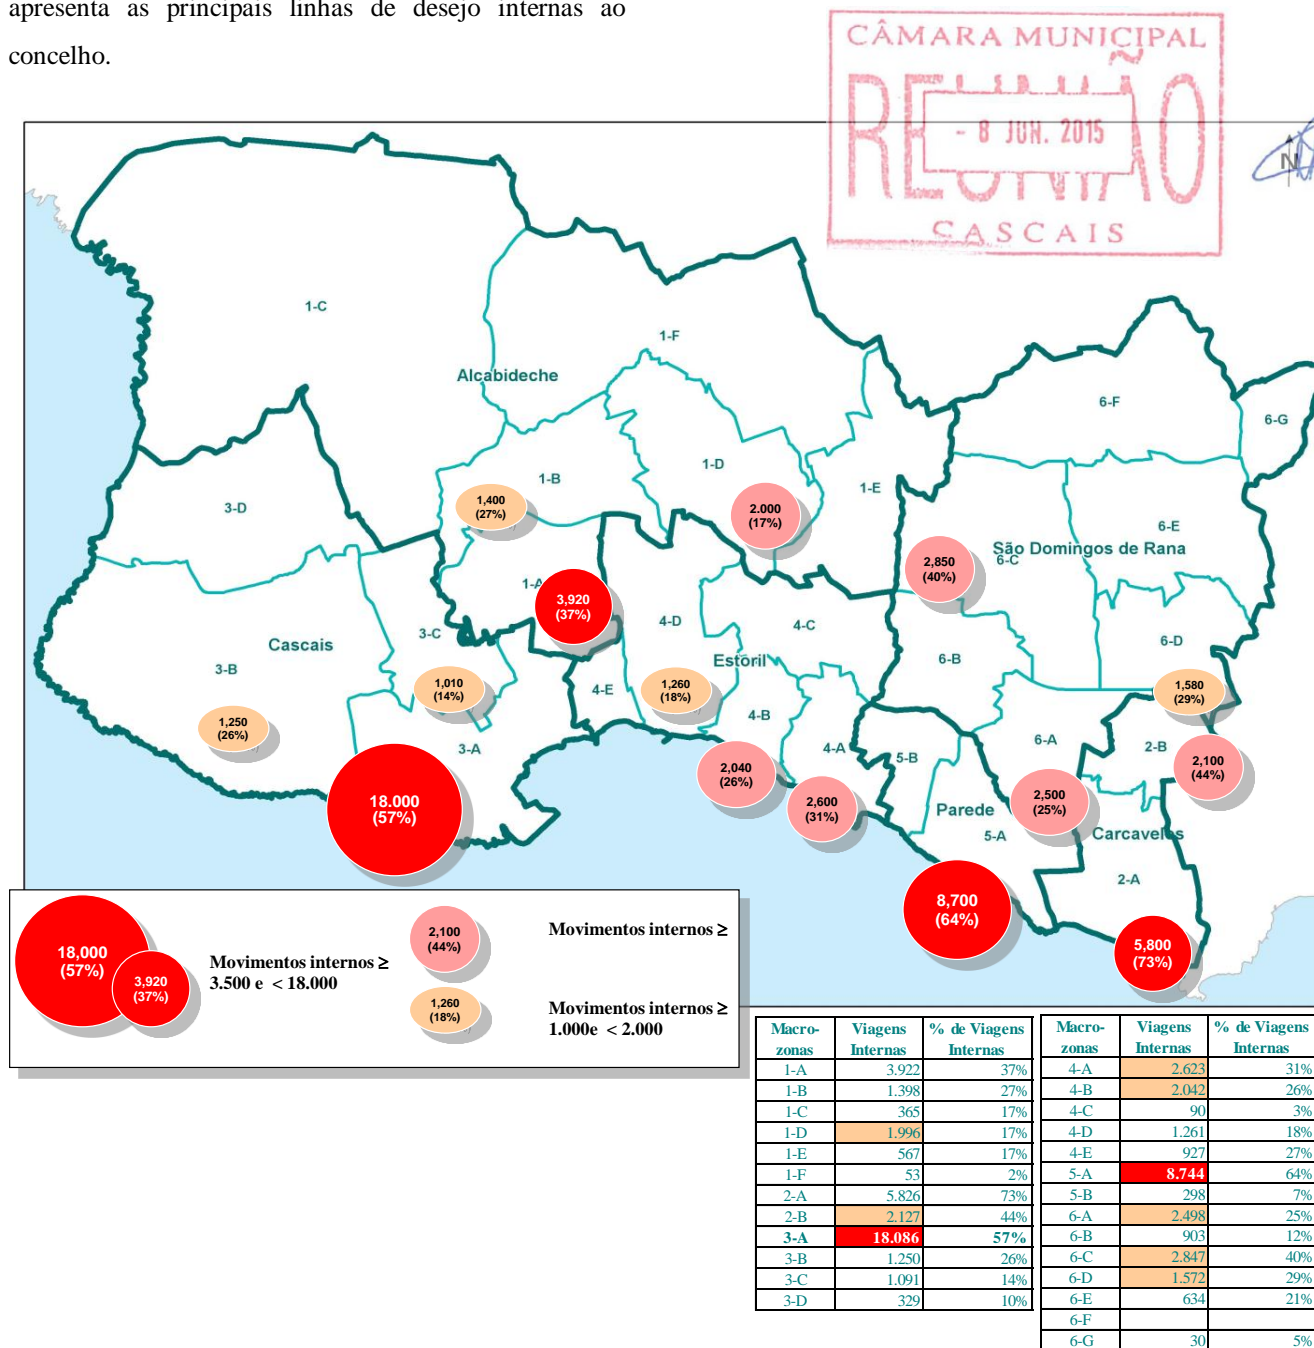 apresenta as principais linhas de desejo internas ao
concelho.
CÂMARA MUNICIPAL
REUNIÃO
- 8 JUN. 2015
CASCAIS
N
1-C
1-F
Alcabideche
6-F
6-G
1-D
1-B
1-E
3-D
1,400
(27%)
2.000
(17%)
6-E
São Domingos de Rana
6-C
2,850
(40%)
1-A
3,920
(37%)
4-D
4-C
3-C
Cascais
6-D
3-B
Estoril
6-B
1,010
(14%)
4-E
1,260
(18%)
1,580
(29%)
1,250
(26%)
4-B
3-A
4-A
6-A
2-B
5-B
2,040
(26%)
2,100
(44%)
18.000
(57%)
2,600
(31%)
2,500
(25%)
Parede
5-A
Carcavelos
2-A
8,700
(64%)
5,800
(73%)
18,000
(57%)
3,920
(37%)
Movimentos internos ≥
3.500 e < 18.000
2,100
(44%)
Movimentos internos ≥
1,260
(18%)
Movimentos internos ≥
1.000e < 2.000
Macro-zonas Viagens Internas % de Viagens Internas
1-A 3.922 37%
1-B 1.398 27%
1-C 365 17%
1-D 1.996 17%
1-E 567 17%
1-F 53 2%
2-A 5.826 73%
2-B 2.127 44%
3-A 18.086 57%
3-B 1.250 26%
3-C 1.091 14%
3-D 329 10%
Macro-zonas Viagens Internas % de Viagens Internas
4-A 2.623 31%
4-B 2.042 26%
4-C 90 3%
4-D 1.261 18%
4-E 927 27%
5-A 8.744 64%
5-B 298 7%
6-A 2.498 25%
6-B 903 12%
6-C 2.847 40%
6-D 1.572 29%
6-E 634 21%
6-F
6-G 30 5%